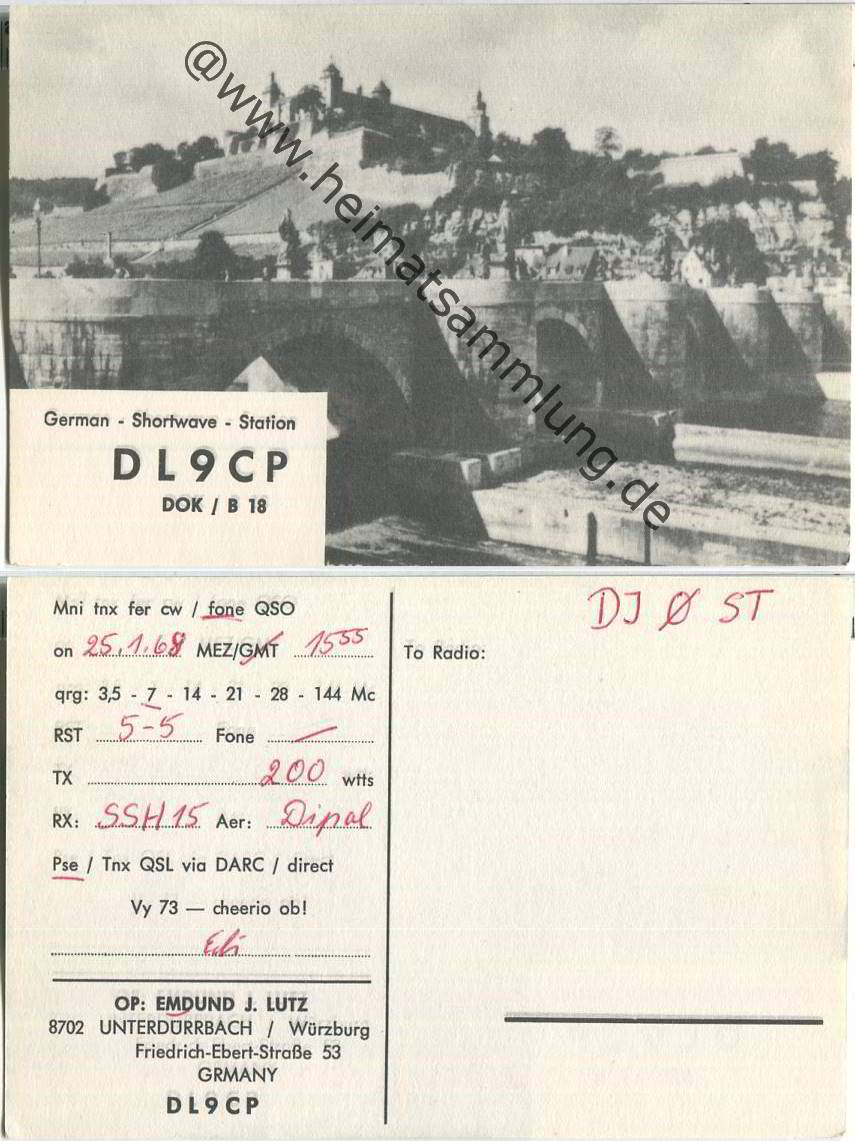 @www.heimatsammlung.de
German - Shortwave - Station
DL9CP
DOK / B 18
Mni tnx fer cw / fone QSO
on 25.1.68 MEZ/GMT 15 55
qrg: 3,5 - 7 - 14 - 21 - 28 - 144 Mc
RST 5-5 Fone —
TX 200 wtts
RX: SSH15 Aer: Dipol
Pse / Tnx QSL via DARC / direct
Vy 73 — cheerio ob!
Edi
OP: EMDUND J. LUTZ
8702 UNTERDÜRRBACH / Würzburg
Friedrich-Ebert-Straße 53
GRMANY
DL9CP
DJ Ø ST
To Radio: